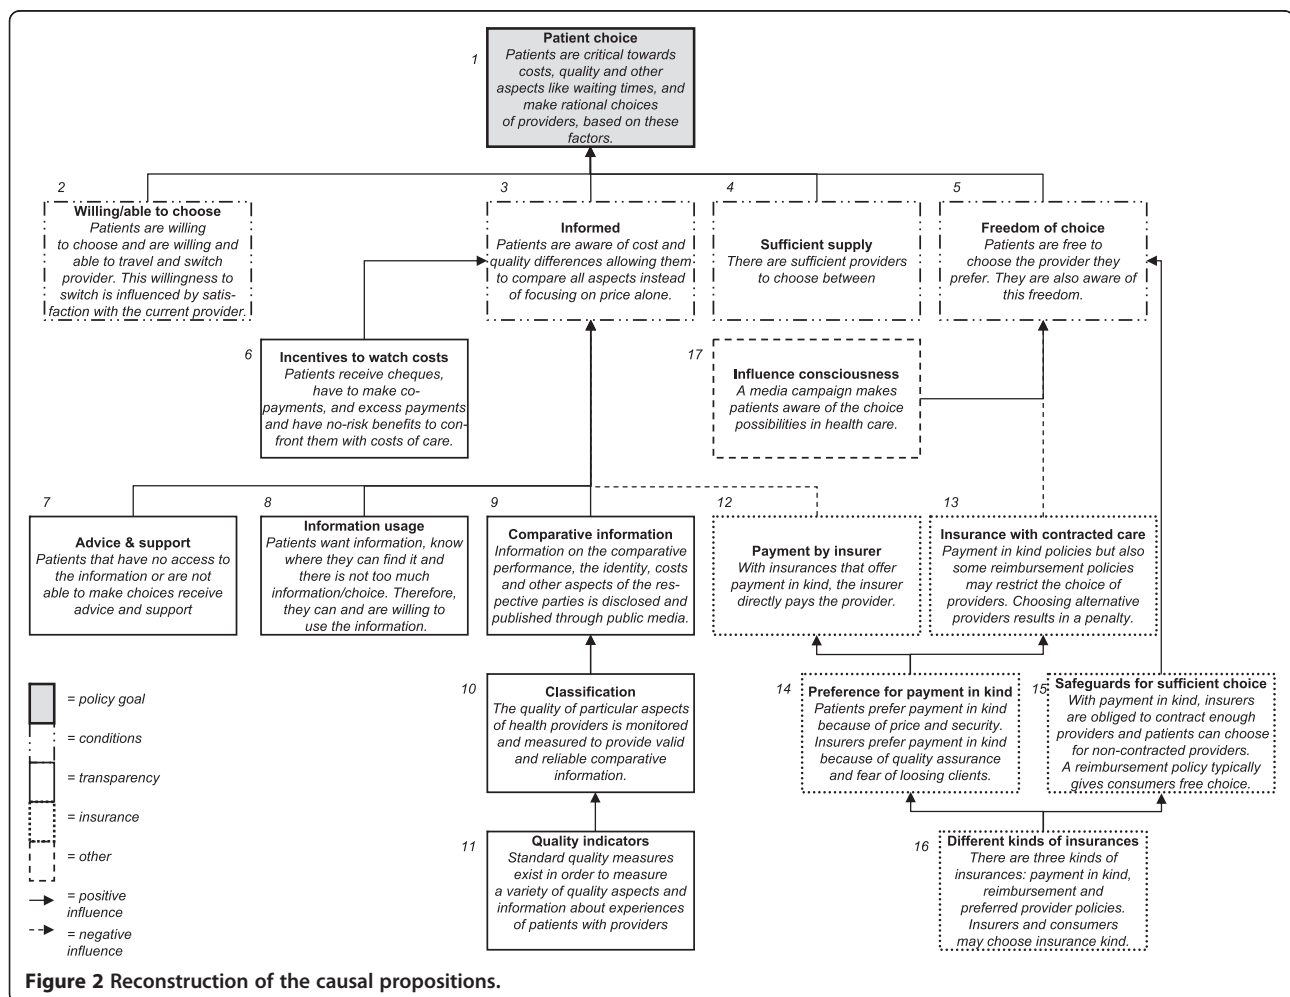 1
Patient choice
Patients are critical towards
costs, quality and other
aspects like waiting times, and
make rational choices
of providers, based on these
factors.
2
Willing/able to choose
Patients are willing
to choose and are willing and
able to travel and switch
provider. This willingness to
switch is influenced by satis-
faction with the current provider.
3
Informed
Patients are aware of cost and
quality differences allowing them
to compare all aspects instead
of focusing on price alone.
4
Sufficient supply
There are sufficient providers
to choose between
5
Freedom of choice
Patients are free to
choose the provider they
prefer. They are also aware of
this freedom.
6
Incentives to watch costs
Patients receive cheques,
have to make co-
payments, and excess payments
and have no-risk benefits to con-
front them with costs of care.
17
Influence consciousness
A media campaign makes
patients aware of the choice
possibilities in health care.
7
Advice & support
Patients that have no access to
the information or are not
able to make choices receive
advice and support
8
Information usage
Patients want information, know
where they can find it and
there is not too much
information/choice. Therefore,
they can and are willing to
use the information.
9
Comparative information
Information on the comparative
performance, the identity, costs
and other aspects of the res-
pective parties is disclosed and
published through public media.
12
Payment by insurer
With insurances that offer
payment in kind, the insurer
directly pays the provider.
13
Insurance with contracted care
Payment in kind policies but also
some reimbursement policies
may restrict the choice of
providers. Choosing alternative
providers results in a penalty.
10
Classification
The quality of particular aspects
of health providers is monitored
and measured to provide valid
and reliable comparative
information.
14
Preference for payment in kind
Patients prefer payment in kind
because of price and security.
Insurers prefer payment in kind
because of quality assurance
and fear of loosing clients.
15
Safeguards for sufficient choice
With payment in kind, insurers
are obliged to contract enough
providers and patients can choose
for non-contracted providers.
A reimbursement policy typically
gives consumers free choice.
11
Quality indicators
Standard quality measures
exist in order to measure
a variety of quality aspects and
information about experiences
of patients with providers
16
Different kinds of insurances
There are three kinds of
insurances: payment in kind,
reimbursement and
preferred provider policies.
Insurers and consumers
may choose insurance kind.
= policy goal
= conditions
= transparency
= insurance
= other
= positive
influence
= negative
influence
Figure 2 Reconstruction of the causal propositions.